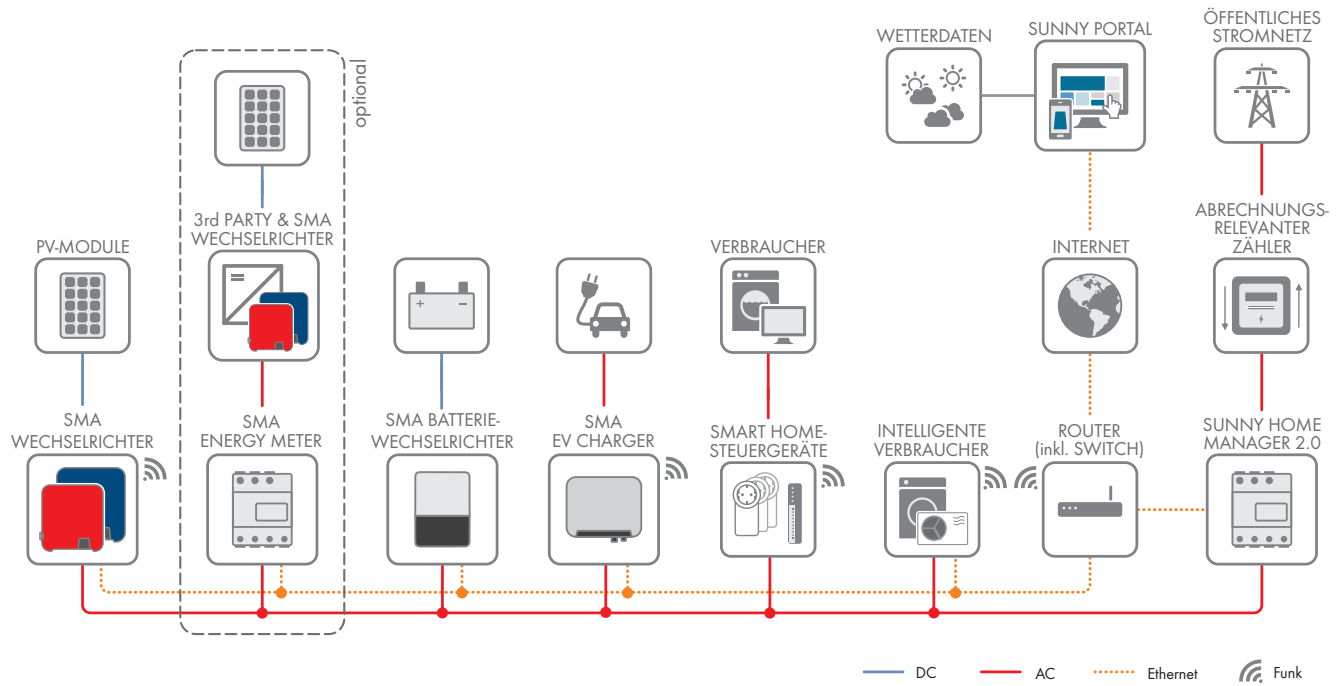 ÖFFENTLICHES
STROMNETZ
WETTERDATEN
SUNNY PORTAL
optional
3rd PARTY & SMA
WECHSELRICHTER
ABRECHNUNGS-
RELEVANTER
ZÄHLER
PV-MODULE
VERBRAUCHER
INTERNET
SMA
WECHSELRICHTER
SMA
ENERGY METER
SMA BATTERIE-
WECHSELRICHTER
SMA
EV CHARGER
SMART HOME-
STEUERGERÄTE
INTELLIGENTE
VERBRAUCHER
ROUTER
(inkl. SWITCH)
SUNNY HOME
MANAGER 2.0
DC
AC
Ethernet
Funk